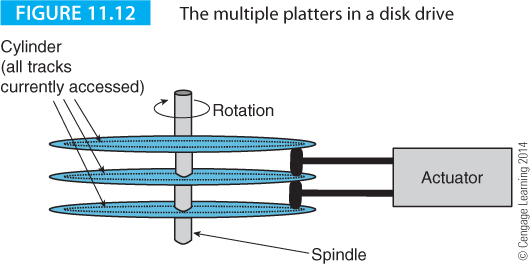 FIGURE 11.12 The multiple platters in a disk drive
Cylinder
(all tracks
currently accessed)
Rotation
Actuator
Spindle
© Cengage Learning 2014